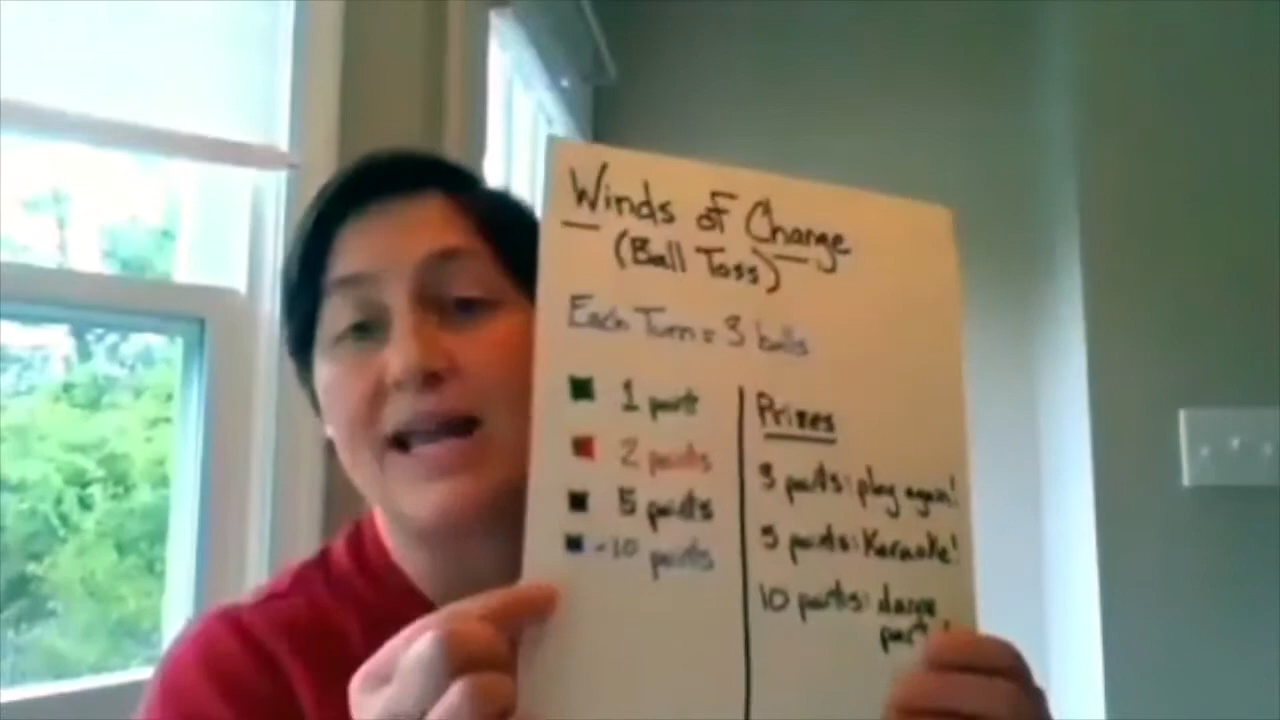 Winds of Change
(Ball Toss)
Each Turn = 3 balls
1 point
2 points
5 points
-10 points
Prizes
3 points: play again!
5 points: Karaoke!
10 points: dance
party!